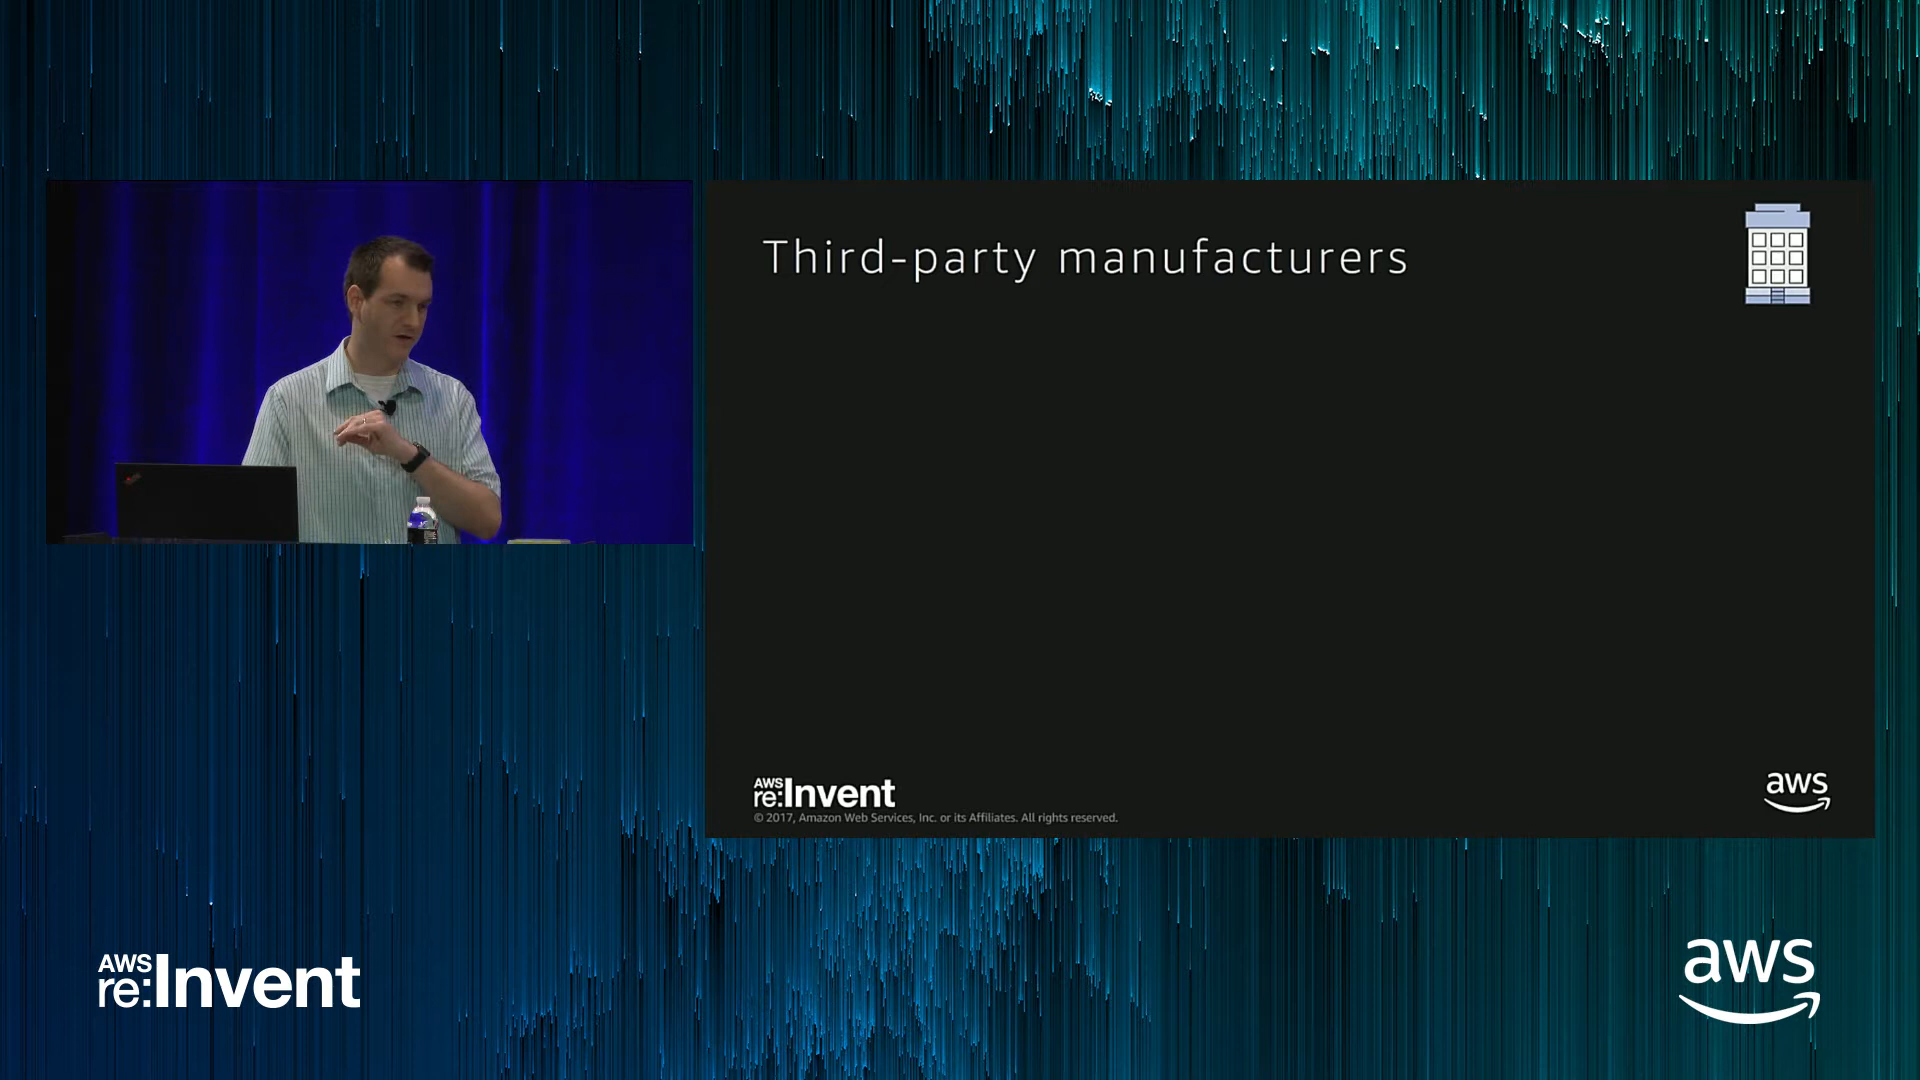 Third-party manufacturers
AWS
re:Invent
© 2017, Amazon Web Services, Inc. or its Affiliates. All rights reserved.
aws
AWS
re:Invent
aws